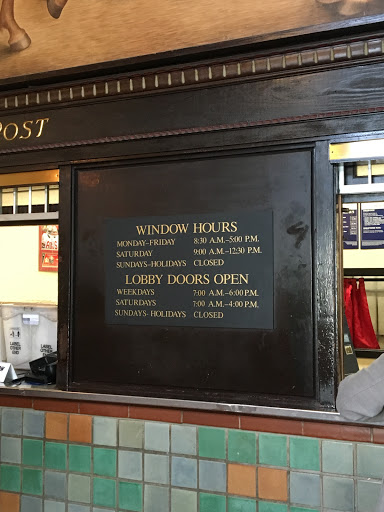 POST
WINDOW HOURS
MONDAY-FRIDAY 8:30 A.M.-5:00 P.M.
SATURDAY 9:00 A.M.-12:30 P.M.
SUNDAYS-HOLIDAYS CLOSED
LOBBY DOORS OPEN
WEEKDAYS 7:00 A.M.-6:00 P.M.
SATURDAYS 7:00 A.M.-4:00 P.M.
SUNDAYS-HOLIDAYS CLOSED